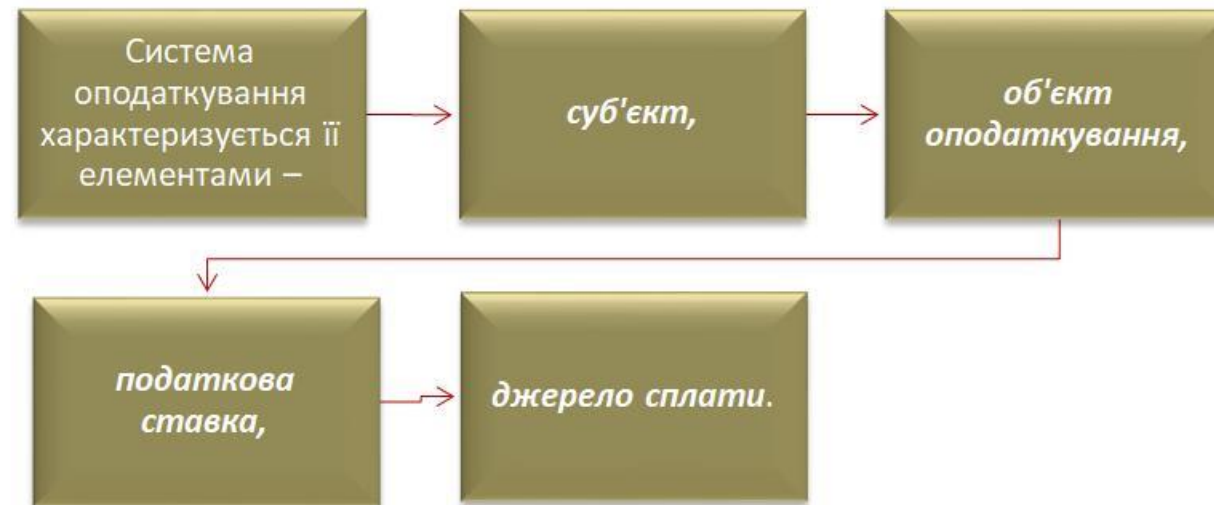 Система
оподаткування
характеризується її
елементами –
суб'єкт,
об'єкт
оподаткування,
податкова
ставка,
джерело сплати.